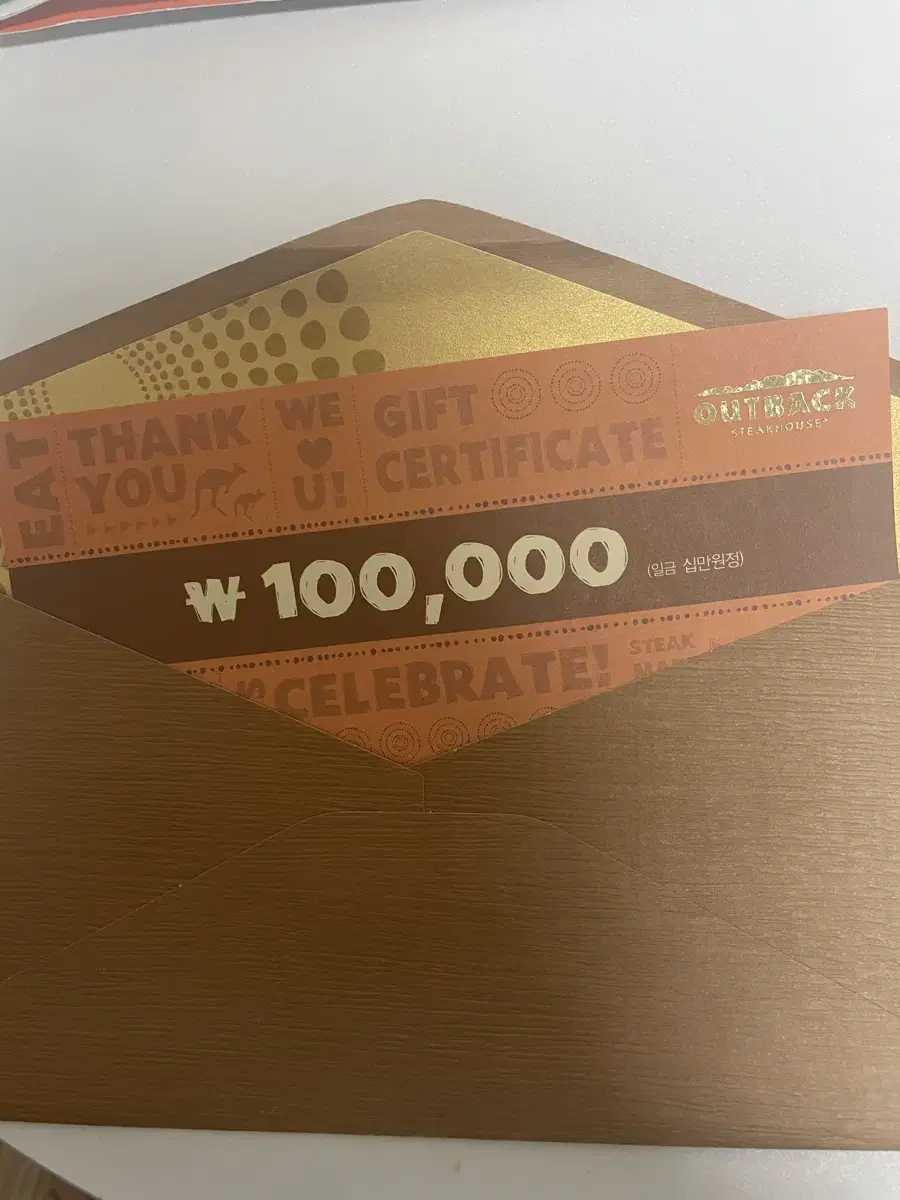 EAT
THANK
YOU
WE
U!
GIFT
CERTIFICATE
OUTBACK
STEAKHOUSE®
₩100,000 (일금 십만원정)
CELEBRATE!
STEAK